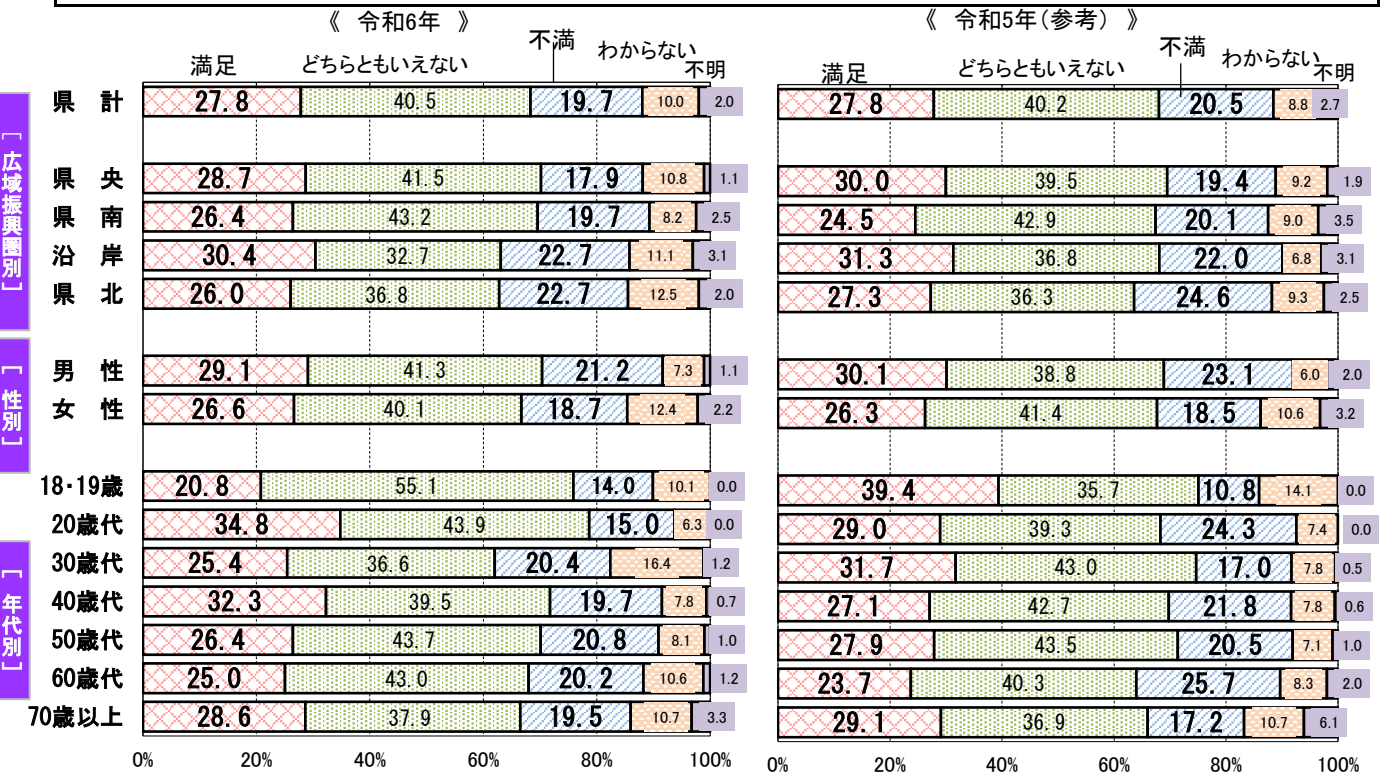 《 令和6年 》
《 令和5年(参考) 》
満足 どちらともいえない 不満 わからない 不明
満足 どちらともいえない 不満 わからない 不明
県 計 27.8 40.5 19.7 10.0 2.0 27.8 40.2 20.5 8.8 2.7
[ 広域振興圏別 ]
県 央 28.7 41.5 17.9 10.8 1.1 30.0 39.5 19.4 9.2 1.9
県 南 26.4 43.2 19.7 8.2 2.5 24.5 42.9 20.1 9.0 3.5
沿 岸 30.4 32.7 22.7 11.1 3.1 31.3 36.8 22.0 6.8 3.1
県 北 26.0 36.8 22.7 12.5 2.0 27.3 36.3 24.6 9.3 2.5
[ 性別 ]
男 性 29.1 41.3 21.2 7.3 1.1 30.1 38.8 23.1 6.0 2.0
女 性 26.6 40.1 18.7 12.4 2.2 26.3 41.4 18.5 10.6 3.2
[ 年代別 ]
18・19歳 20.8 55.1 14.0 10.1 0.0 39.4 35.7 10.8 14.1 0.0
20歳代 34.8 43.9 15.0 6.3 0.0 29.0 39.3 24.3 7.4 0.0
30歳代 25.4 36.6 20.4 16.4 1.2 31.7 43.0 17.0 7.8 0.5
40歳代 32.3 39.5 19.7 7.8 0.7 27.1 42.7 21.8 7.8 0.6
50歳代 26.4 43.7 20.8 8.1 1.0 27.9 43.5 20.5 7.1 1.0
60歳代 25.0 43.0 20.2 10.6 1.2 23.7 40.3 25.7 8.3 2.0
70歳以上 28.6 37.9 19.5 10.7 3.3 29.1 36.9 17.2 10.7 6.1
0% 20% 40% 60% 80% 100%
0% 20% 40% 60% 80% 100%